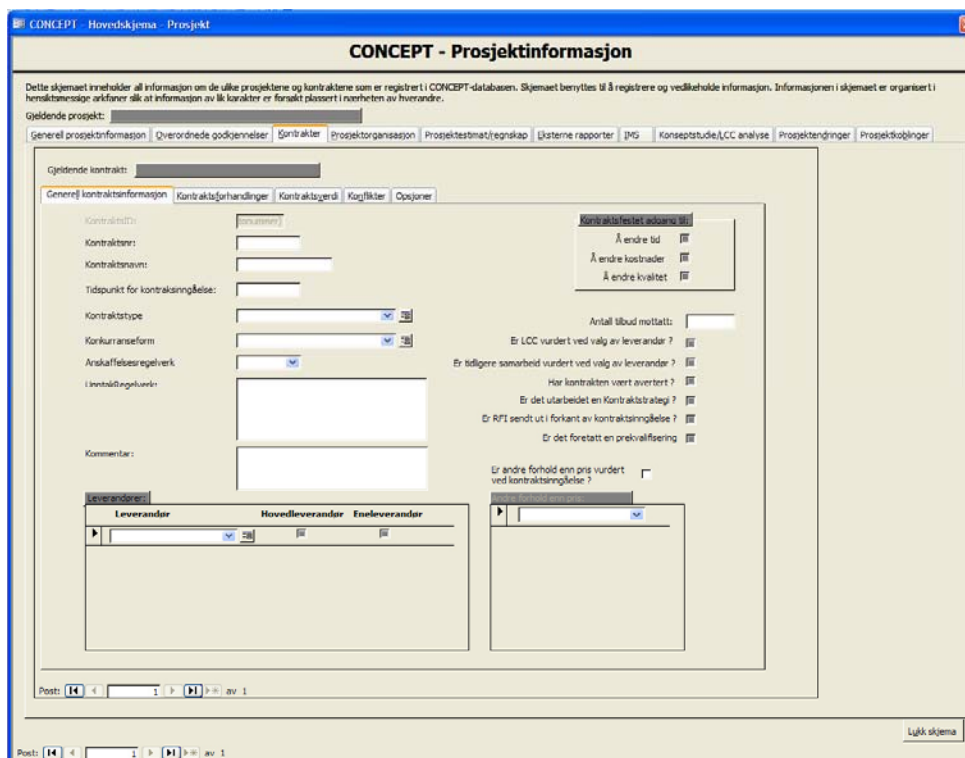 CONCEPT - Hovedskjema - Prosjekt
CONCEPT - Prosjektinformasjon
Dette skjemaet inneholder all informasjon om de ulike prosjektene og kontraktene som er registrert i CONCEPT-databasen. Skjemaet benyttes til å registrere og vedlikeholde informasjon. Informasjonen i skjemaet er organisert i
hensiktsmessige arkfaner slik at informasjon av lik karakter er forsøkt plassert i nærheten av hverandre.
Gjeldende prosjekt:
Generell prosjektinformasjon Overordnede godkjennelser Kontrakter Prosjektorganisasjon Prosjektestimat/regnskap Eksterne rapporter IMS Konseptstudie/LCC analyse Prosjektendringer Prosjektkoblinger
Gjeldende kontrakt:
Generell kontraktsinformasjon Kontraktsforhandlinger Kontraktsverdi Konflikter Opsjoner
KontraktsID:
Kontraktsnr:
Kontraktsnavn:
Tidspunkt for kontraksinngåelse:
Kontraktstype
Konkurranseform
Anskaffelsesregelverk
UnntakRegelverk:
Kommentar:
Kontraktsfestet adgang til:
Å endre tid
Å endre kostnader
Å endre kvalitet
Antall tilbud mottatt:
Er LCC vurdert ved valg av leverandør ?
Er tidligere samarbeid vurdert ved valg av leverandør ?
Har kontrakten vært avertert ?
Er det utarbeidet en Kontraktstrategi ?
Er RFI sendt ut i forkant av kontraktsinngåelse ?
Er det foretatt en prekvalifisering
Er andre forhold enn pris vurdert
ved kontraktsinngåelse ?
Leverandører:
Leverandør Hovedleverandør Eneleverandør
Andre forhold enn pris:
Post: 1 av 1
Lukk skjema
Post: 1 av 1